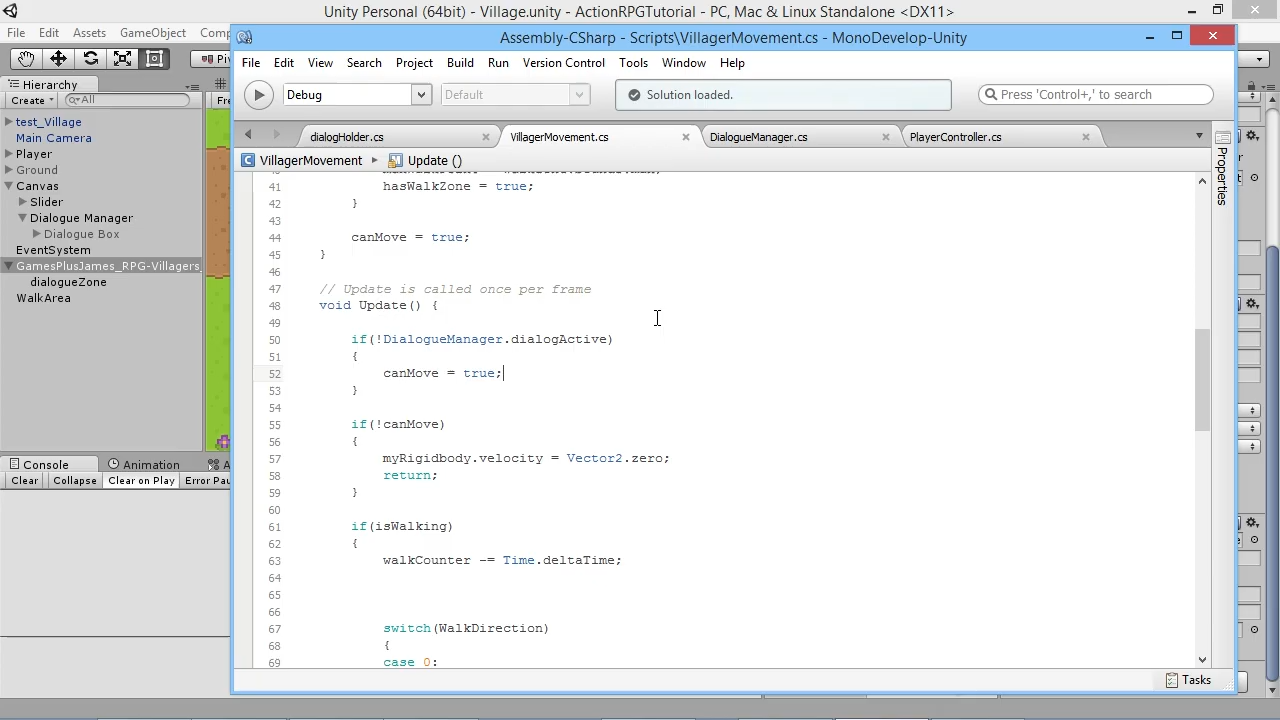 Unity Personal (64bit) - Village.unity - ActionRPGTutorial - PC, Mac & Linux Standalone <DX11>
File Edit Assets GameObject
Assembly-CSharp - Scripts\VillagerMovement.cs - MonoDevelop-Unity
File Edit View Search Project Build Run Version Control Tools Window Help
Hierarchy
Create All
Debug Default Solution loaded. Press 'Control+,' to search
test_Village
Main Camera
Player
Ground
Canvas
Slider
Dialogue Manager
Dialogue Box
EventSystem
GamesPlusJames_RPG-Villagers_
dialogueZone
WalkArea
Console Animation
Clear Collapse Clear on Play Error Pau
dialogHolder.cs VillagerMovement.cs DialogueManager.cs PlayerController.cs
VillagerMovement Update ()
41 hasWalkZone = true;
42 }
43
44 canMove = true;
45 }
46
47 // Update is called once per frame
48 void Update() {
49
50 if(!DialogueManager.dialogActive)
51 {
52 canMove = true;
53 }
54
55 if(!canMove)
56 {
57 myRigidbody.velocity = Vector2.zero;
58 return;
59 }
60
61 if(isWalking)
62 {
63 walkCounter -= Time.deltaTime;
64
65
66
67 switch(WalkDirection)
68 {
69 case 0:
Properties
Tasks